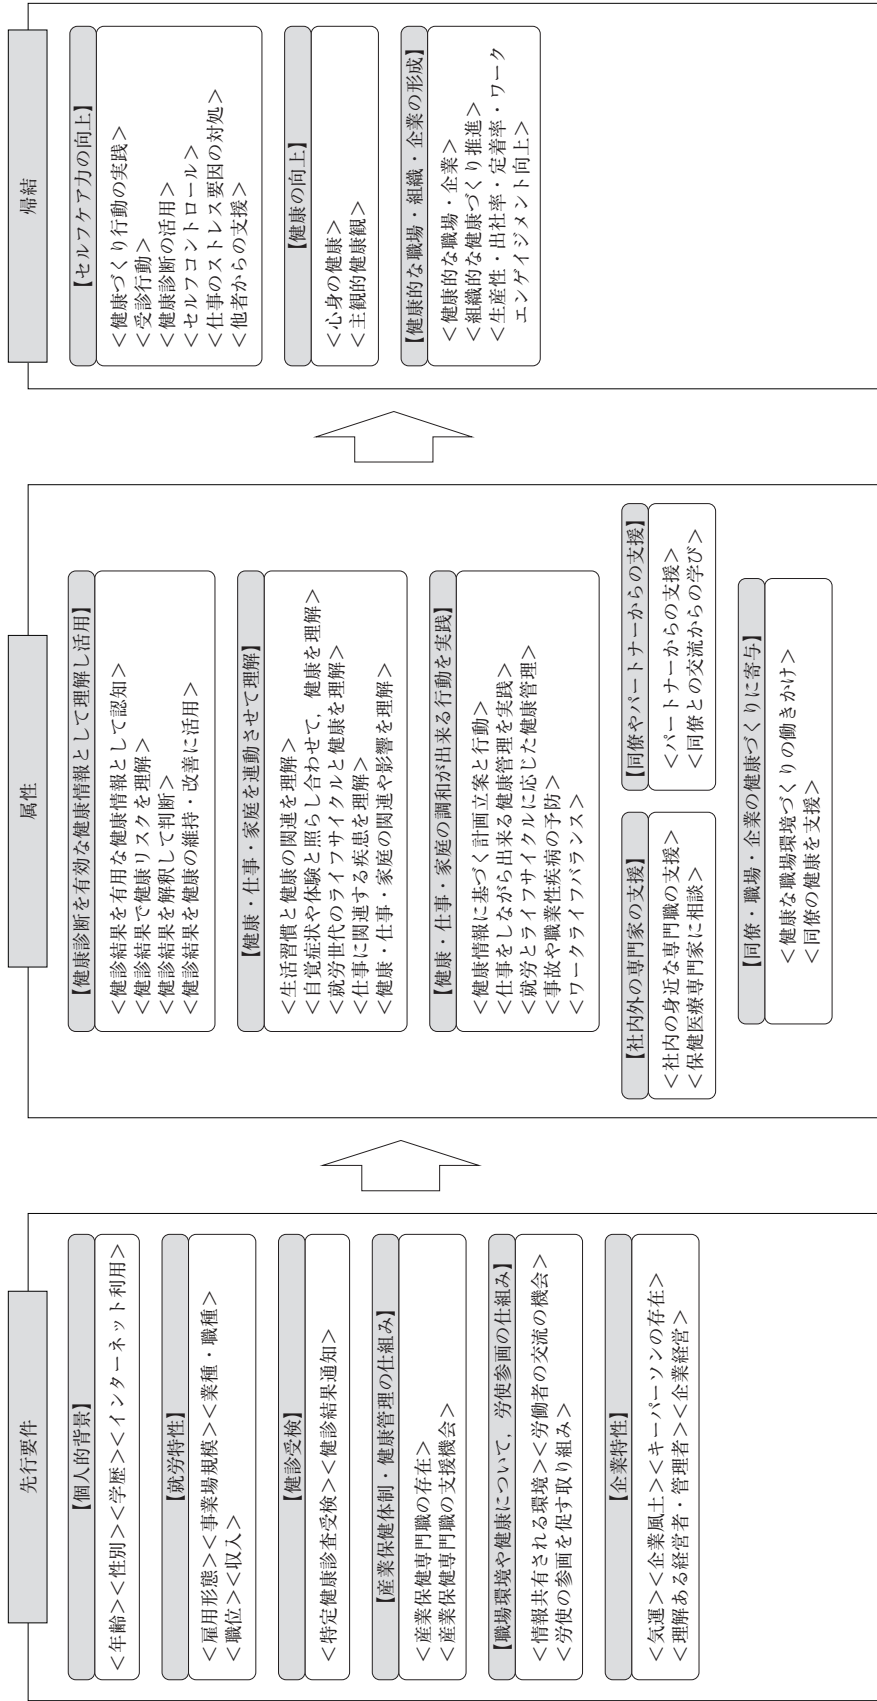 先行要件
【個人的背景】
＜年齢＞＜性別＞＜学歴＞＜インターネット利用＞
【就労特性】
＜雇用形態＞＜事業場規模＞＜業種・職種＞
＜職位＞＜収入＞
【健診受検】
＜特定健康診査受検＞＜健診結果通知＞
【産業保健体制・健康管理の仕組み】
＜産業保健専門職の存在＞
＜産業保健専門職の支援機会＞
【職場環境や健康について，労使参画の仕組み】
＜情報共有される環境＞＜労働者の交流の機会＞
＜労使の参画を促す取り組み＞
【企業特性】
＜気運＞＜企業風土＞＜キーパーソンの存在＞
＜理解ある経営者・管理者＞＜企業経営＞
属性
【健康診断を有効な健康情報として理解し活用】
＜健診結果を有用な健康情報として認知＞
＜健診結果で健康リスクを理解＞
＜健診結果を解釈して判断＞
＜健診結果を健康の維持・改善に活用＞
【健康・仕事・家庭を連動させて理解】
＜生活習慣と健康の関連を理解＞
＜自覚症状や体験と照らし合わせて，健康を理解＞
＜就労世代のライフサイクルと健康を理解＞
＜仕事に関連する疾患を理解＞
＜健康・仕事・家庭の関連や影響を理解＞
【健康・仕事・家庭の調和が出来る行動を実践】
＜健康情報に基づく計画立案と行動＞
＜仕事をしながら出来る健康管理を実践＞
＜就労とライフサイクルに応じた健康管理＞
＜事故や職業性疾病の予防＞
＜ワークライフバランス＞
【社内外の専門家の支援】
＜社内の身近な専門職の支援＞
＜保健医療専門家に相談＞
【同僚やパートナーからの支援】
＜パートナーからの支援＞
＜同僚との交流からの学び＞
【同僚・職場・企業の健康づくりに寄与】
＜健康な職場環境づくりの働きかけ＞
＜同僚の健康を支援＞
帰結
【セルフケア力の向上】
＜健康づくり行動の実践＞
＜受診行動＞
＜健康診断の活用＞
＜セルフコントロール＞
＜仕事のストレス要因の対処＞
＜他者からの支援＞
【健康の向上】
＜心身の健康＞
＜主観的健康観＞
【健康的な職場・組織・企業の形成】
＜健康的な職場・企業＞
＜組織的な健康づくり推進＞
＜生産性・出社率・定着率・ワーク
エンゲイジメント向上＞